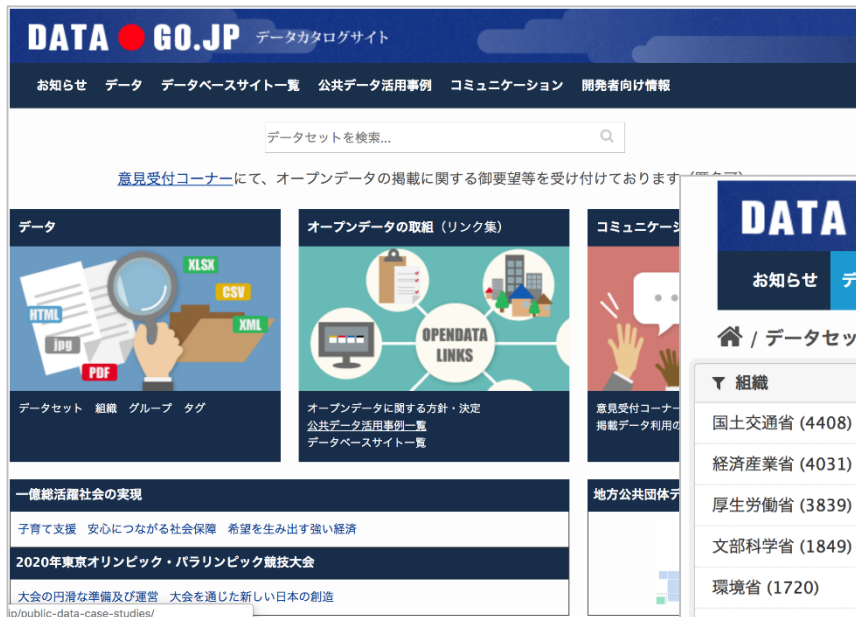 DATA GO.JP データカタログサイト
お知らせ データ データベースサイト一覧 公共データ活用事例 コミュニケーション 開発者向け情報
データセットを検索...
意見受付コーナーにて、オープンデータの掲載に関する御要望等を受け付けております
データ
HTML
jpg
PDF
XLSX
CSV
XML
データセット 組織 グループ タグ
オープンデータの取組（リンク集）
OPENDATA
LINKS
オープンデータに関する方針・決定
公共データ活用事例一覧
データベースサイト一覧
コミュニケーシ
意見受付コーナー
掲載データ利用の
一億総活躍社会の実現
子育て支援 安心につながる社会保障 希望を生み出す強い経済
2020年東京オリンピック・パラリンピック競技大会
大会の円滑な準備及び運営 大会を通じた新しい日本の創造
jp/public-data-case-studies/
地方公共団体デ
DATA
お知らせ デ
/ データセッ
組織
国土交通省 (4408)
経済産業省 (4031)
厚生労働省 (3839)
文部科学省 (1849)
環境省 (1720)